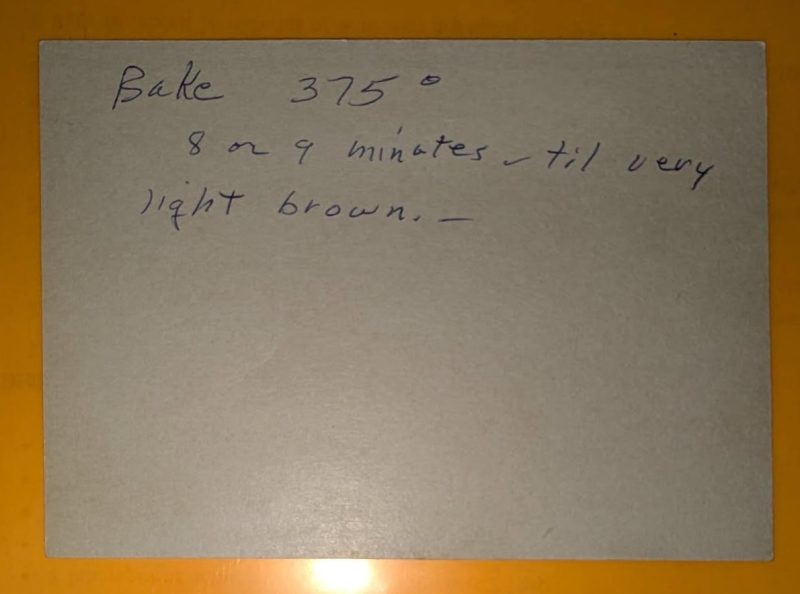 Bake 375°
8 or 9 minutes - til very
light brown. -